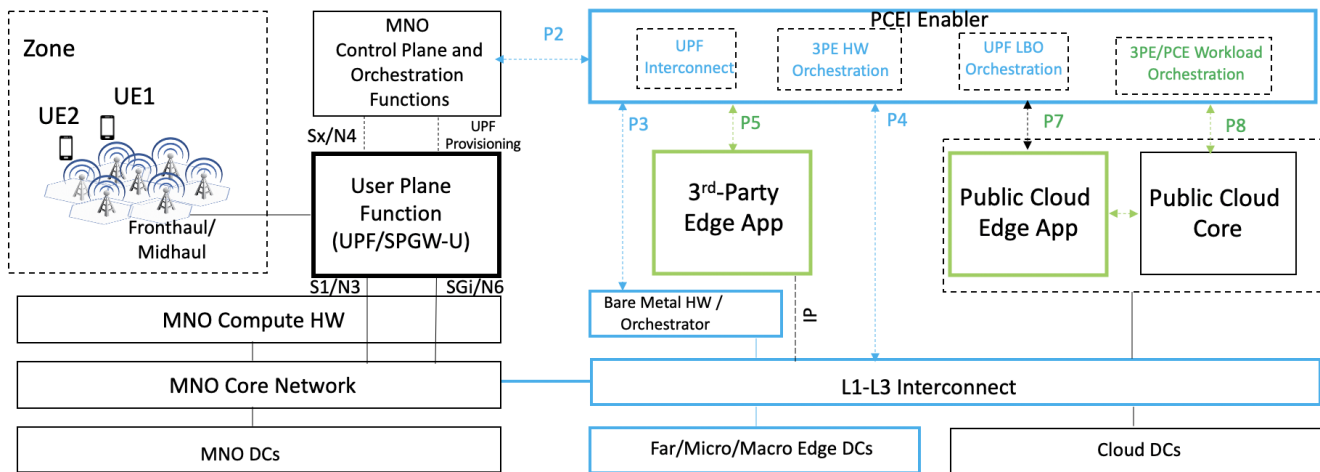 PCEI Enabler
Zone
MNO
Control Plane and
Orchestration
Functions
P2
UPF
Interconnect
3PE HW
Orchestration
UPF LBO
Orchestration
3PE/PCE Workload
Orchestration
UE1
UE2
Fronthaul/
Midhaul
Sx/N4
UPF
Provisioning
P3
P5
P4
P7
P8
User Plane
Function
(UPF/SPGW-U)
3rd-Party
Edge App
Public Cloud
Edge App
Public Cloud
Core
S1/N3
SGi/N6
Bare Metal HW /
Orchestrator
IP
MNO Compute HW
MNO Core Network
L1-L3 Interconnect
MNO DCs
Far/Micro/Macro Edge DCs
Cloud DCs